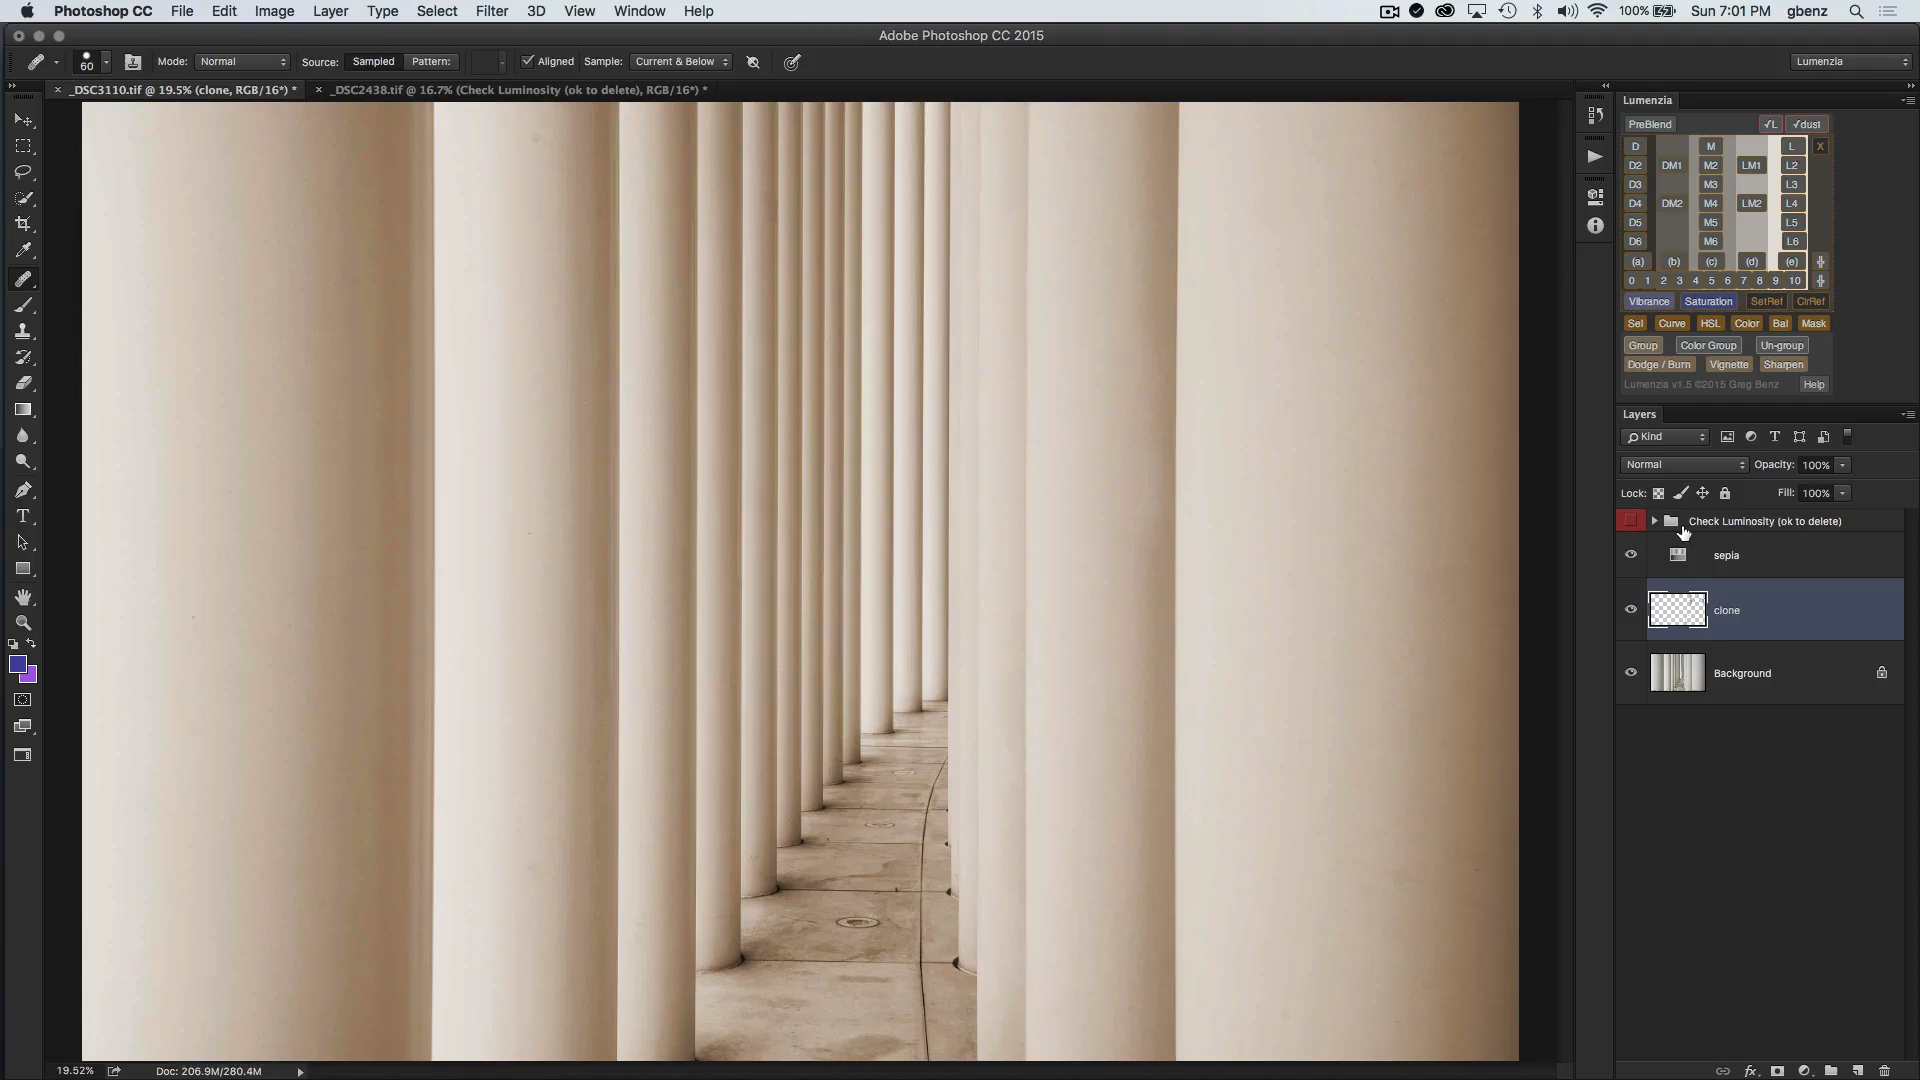 Photoshop CC File Edit Image Layer Type Select Filter 3D View Window Help 100% Sun 7:01 PM gbenz
Adobe Photoshop CC 2015
60 Mode: Normal Source: Sampled Pattern: Aligned Sample: Current & Below Lumenzia
_DSC3110.tif @ 19.5% (clone, RGB/16*) * _DSC2438.tif @ 16.7% (Check Luminosity (ok to delete), RGB/16*) *
Lumenzia
PreBlend √L √dust
D M L X
D2 DM1 M2 LM1 L2
D3 M3 L3
D4 DM2 M4 LM2 L4
D5 M5 L5
D6 M6 L6
(a) (b) (c) (d) (e)
0 1 2 3 4 5 6 7 8 9 10
Vibrance Saturation SetRef ClrRef
Sel Curve HSL Color Bal Mask
Group Color Group Un-group
Dodge / Burn Vignette Sharpen
Lumenzia v1.5 ©2015 Greg Benz Help
Layers
Kind
Normal Opacity: 100%
Lock: Fill: 100%
Check Luminosity (ok to delete)
sepia
clone
Background
19.52% Doc: 206.9M/280.4M